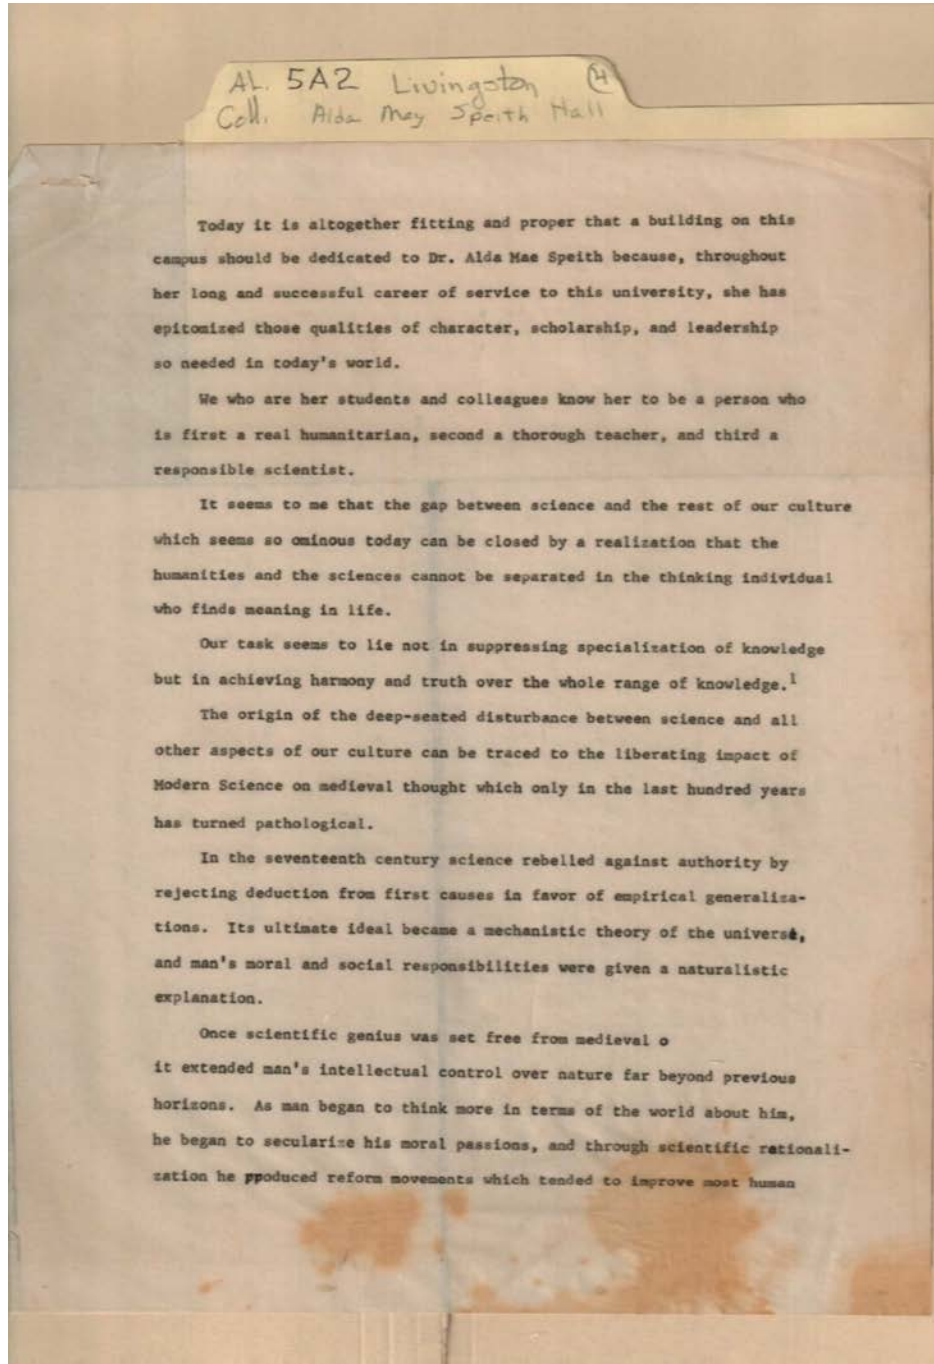 AL. 5A2 Livingston 4
Coll. Alda May Speith Hall
Today it is altogether fitting and proper that a building on this
campus should be dedicated to Dr. Alda Mae Speith because, throughout
her long and successful career of service to this university, she has
epitomized those qualities of character, scholarship, and leadership
so needed in today's world.
We who are her students and colleagues know her to be a person who
is first a real humanitarian, second a thorough teacher, and third a
responsible scientist.
It seems to me that the gap between science and the rest of our culture
which seems so ominous today can be closed by a realization that the
humanities and the sciences cannot be separated in the thinking individual
who finds meaning in life.
Our task seems to lie not in suppressing specialization of knowledge
but in achieving harmony and truth over the whole range of knowledge.1
The origin of the deep-seated disturbance between science and all
other aspects of our culture can be traced to the liberating impact of
Modern Science on medieval thought which only in the last hundred years
has turned pathological.
In the seventeenth century science rebelled against authority by
rejecting deduction from first causes in favor of empirical generaliza-
tions. Its ultimate ideal became a mechanistic theory of the universe,
and man's moral and social responsibilities were given a naturalistic
explanation.
Once scientific genius was set free from medieval o
it extended man's intellectual control over nature far beyond previous
horizons. As man began to think more in terms of the world about him,
he began to secularize his moral passions, and through scientific rationali-
zation he ppoduced reform movements which tended to improve most human